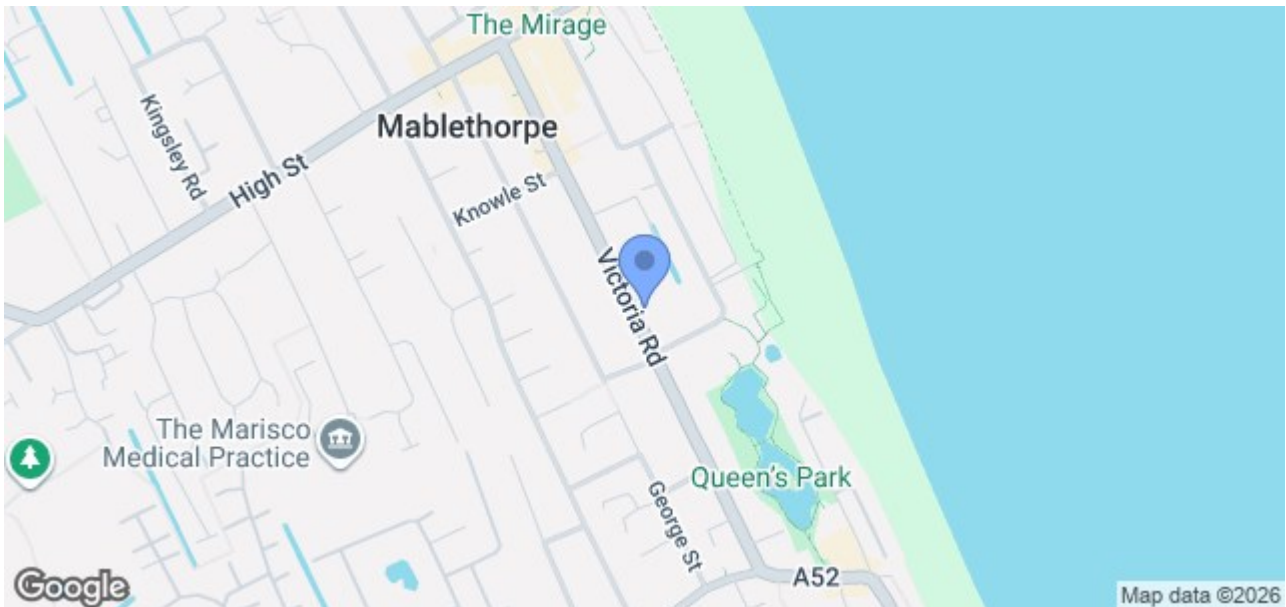 The Mirage
Mablethorpe
Kingsley Rd
High St
Knowle St
Victoria Rd
The Marisco
Medical Practice
Queen's Park
George St
A52
Google
Map data ©2026